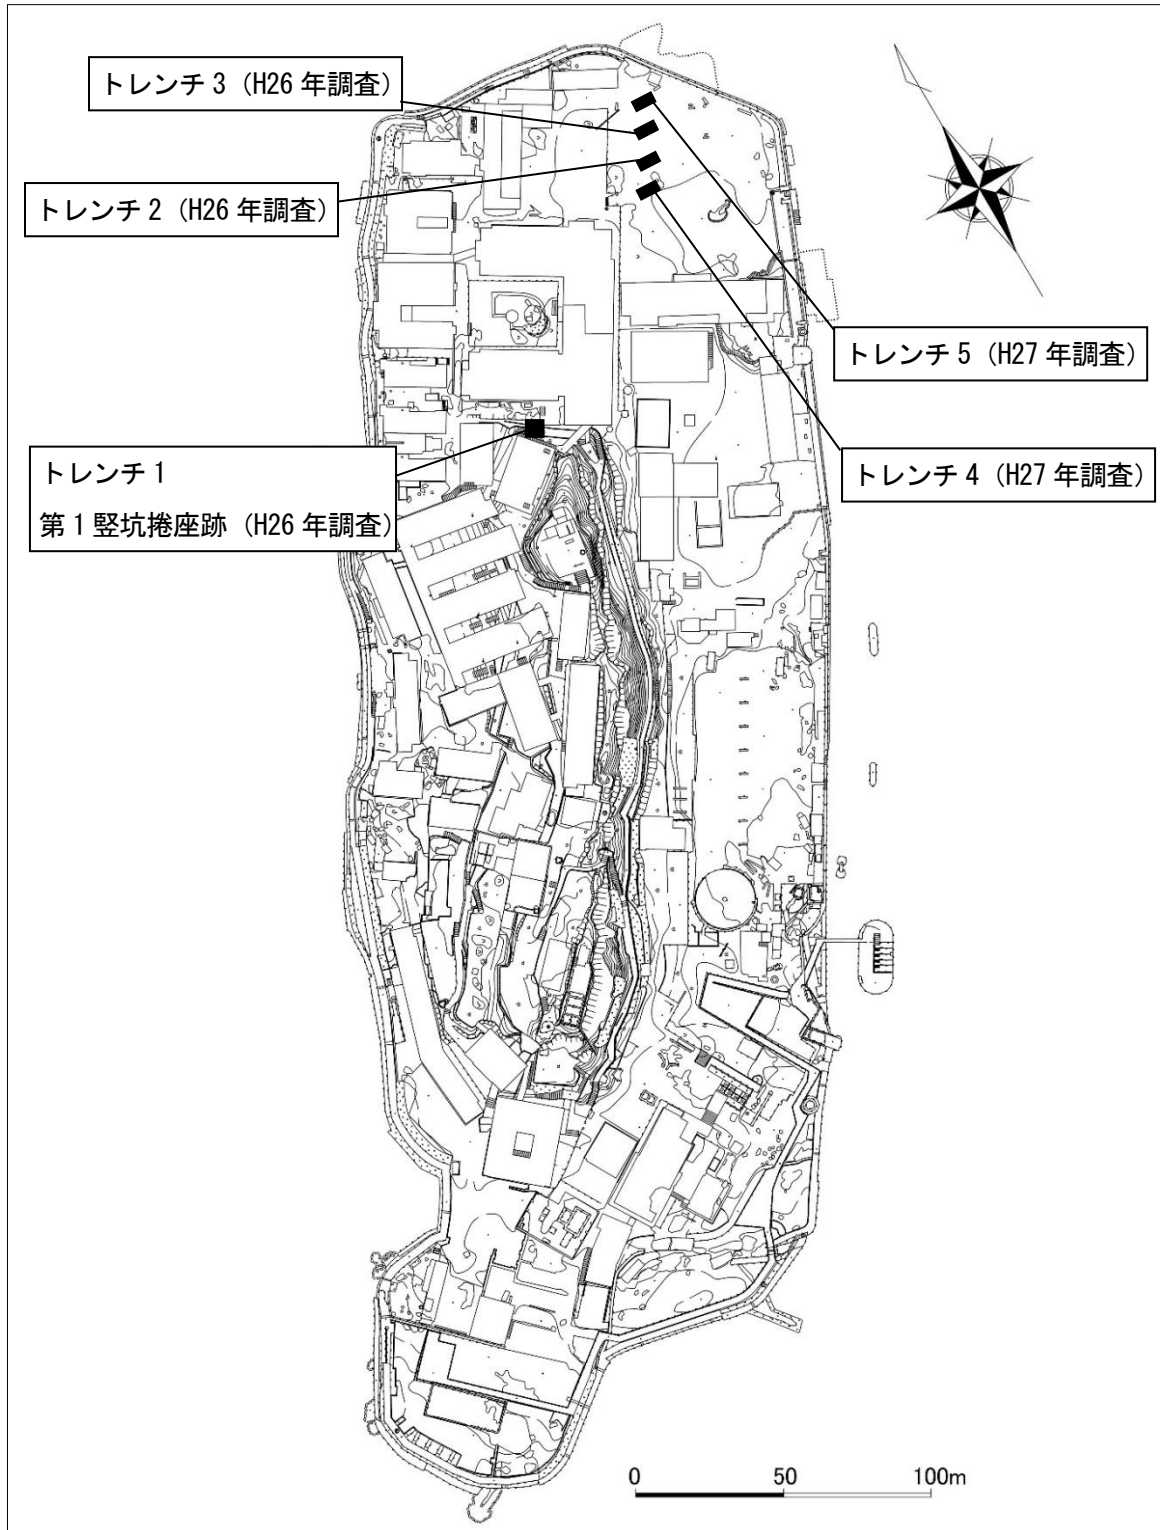 トレンチ 3（H26 年調査）
トレンチ 2（H26 年調査）
トレンチ 5（H27 年調査）
トレンチ 4（H27 年調査）
トレンチ 1
第 1 竪坑捲座跡（H26 年調査）
0 50 100m